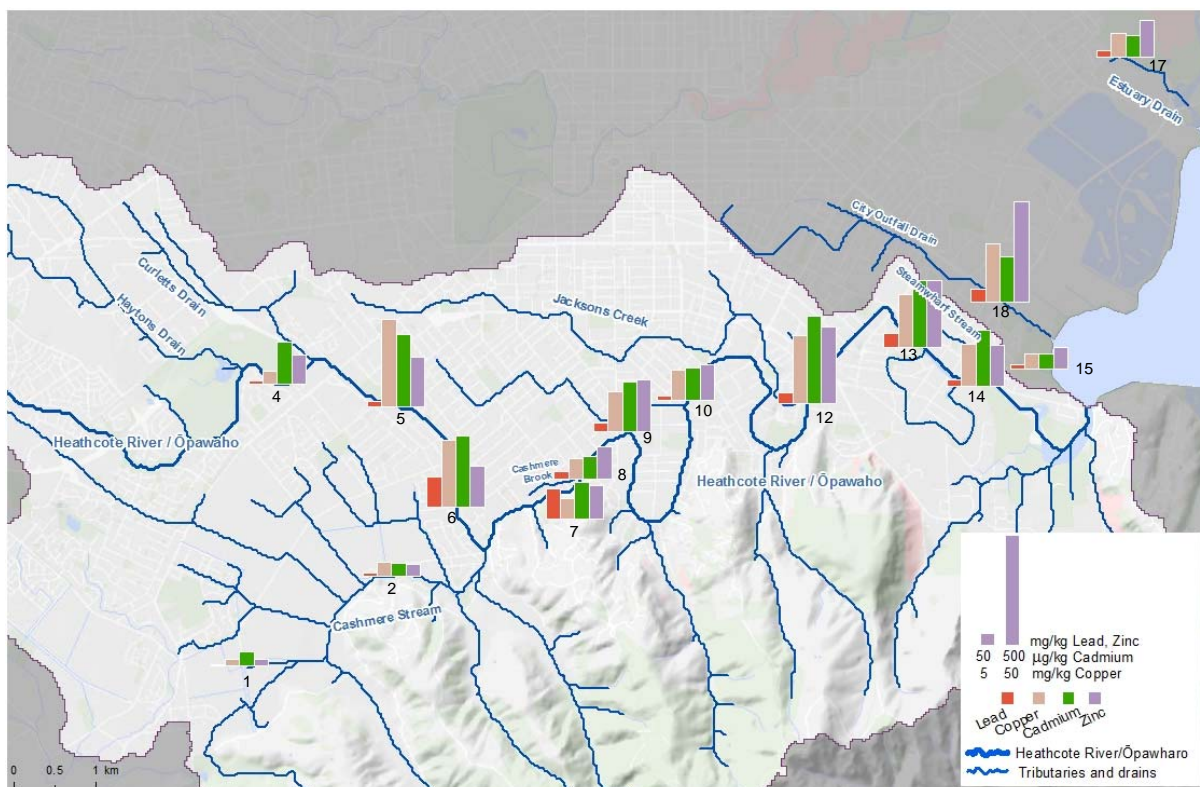 17
Estuary Drain
City Outfall Drain
Curletts Drain
Haytons Drain
Jacksons Creek
Steamwharf Stream
18
13
15
4
14
5
10
12
Heathcote River / Ōpawaho
9
Cashmere
Brook
8
Heathcote River / Ōpawaho
6
7
2
Cashmere Stream
1
mg/kg Lead, Zinc
50 500 µg/kg Cadmium
5 50 mg/kg Copper
Lead
Copper
Cadmium
Zinc
Heathcote River/Ōpawharo
Tributaries and drains
0 0.5 1 km